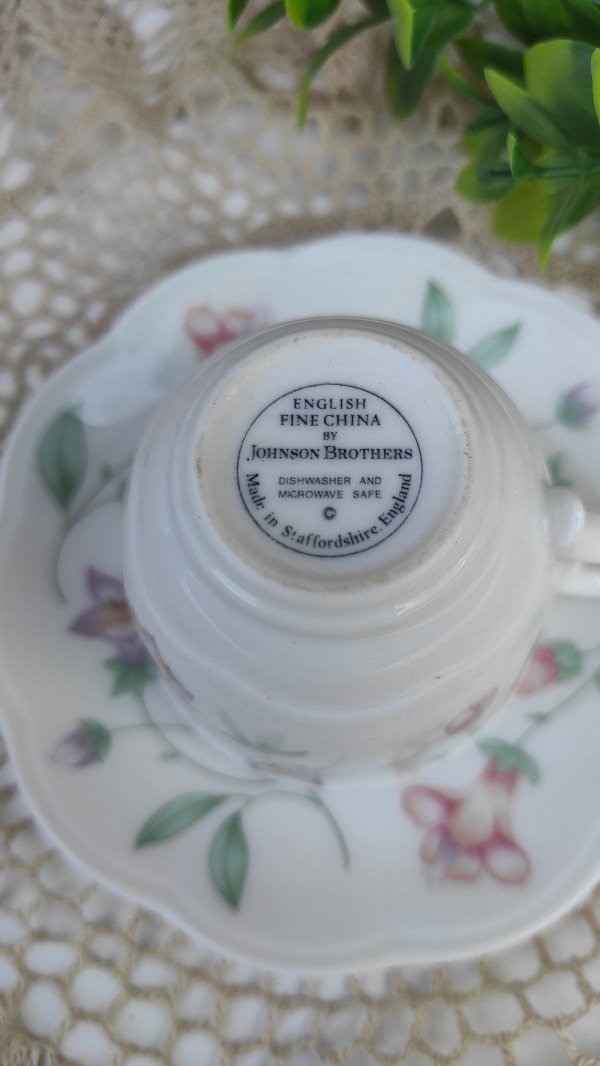 ENGLISH
FINE CHINA
BY
JOHNSON BROTHERS
DISHWASHER AND
MICROWAVE SAFE
©
Made in Staffordshire. England